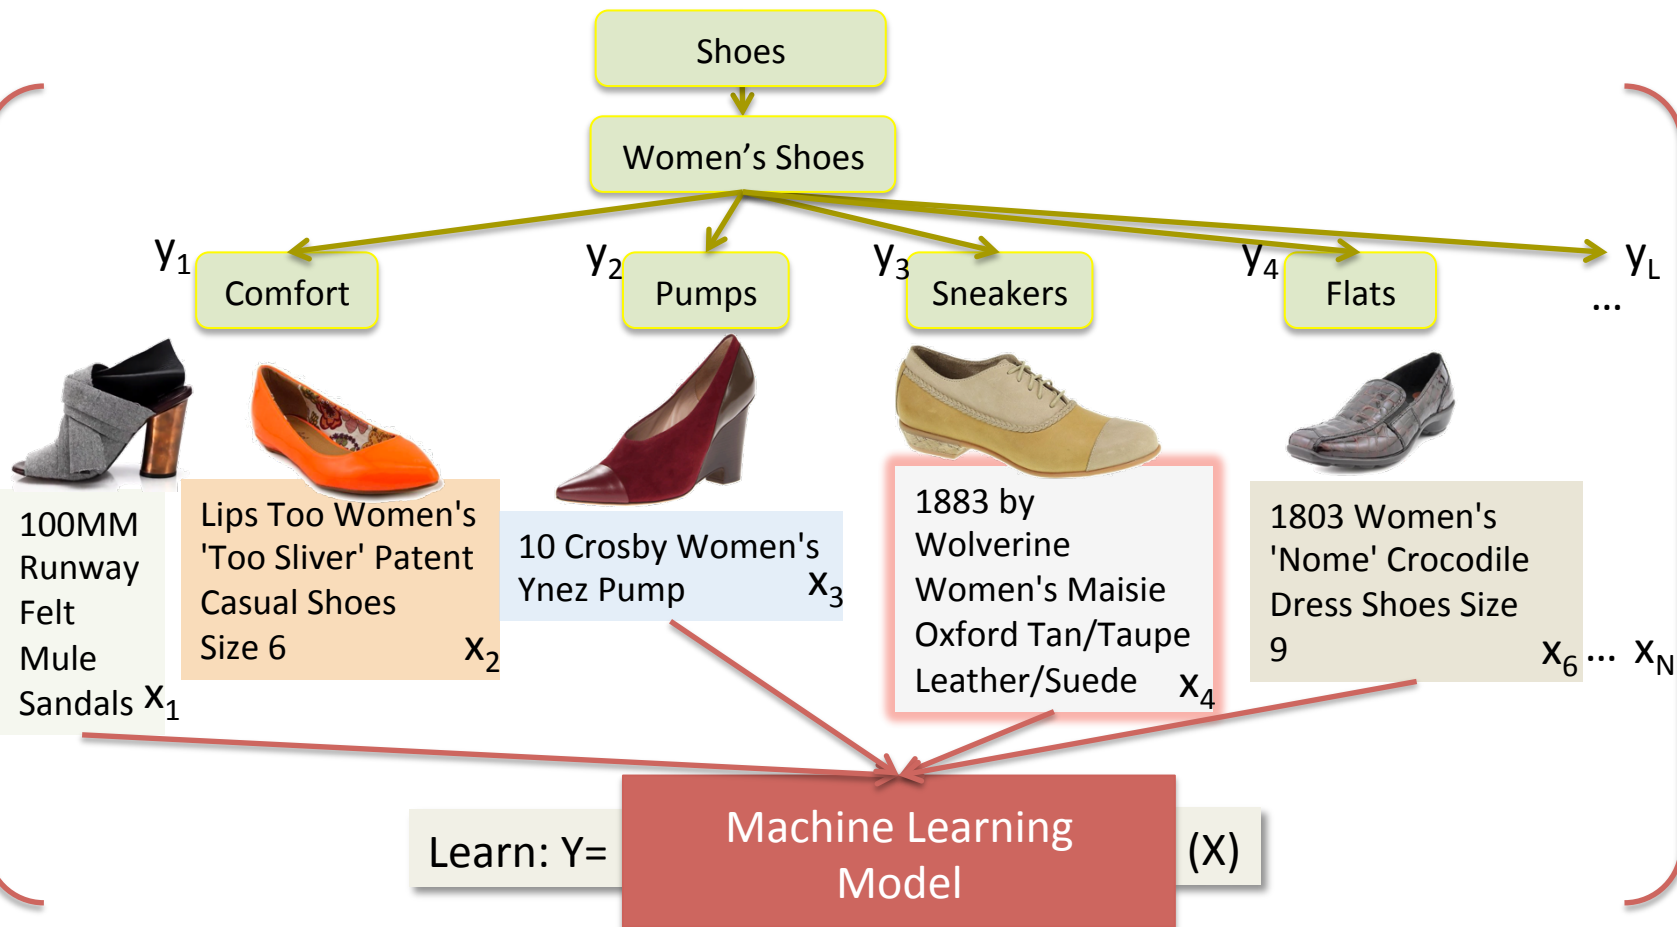 Shoes
Women’s Shoes
y1
Comfort
y2
Pumps
y3
Sneakers
y4
Flats
yL
...
100MM
Runway
Felt
Mule
Sandals x1
Lips Too Women's
'Too Sliver' Patent
Casual Shoes
Size 6 x2
10 Crosby Women's
Ynez Pump x3
1883 by
Wolverine
Women's Maisie
Oxford Tan/Taupe
Leather/Suede x4
1803 Women's
'Nome' Crocodile
Dress Shoes Size
9 x6 ... xN
Learn: Y=
Machine Learning
Model
(X)